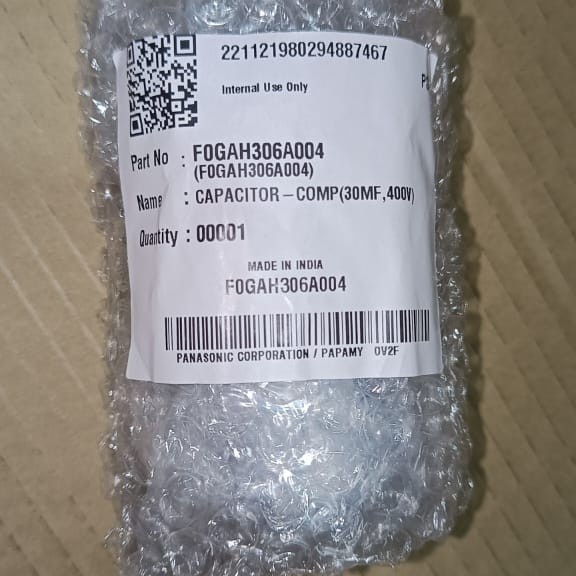 221121980294887467
Internal Use Only
Part No : F0GAH306A004
(F0GAH306A004)
Name : CAPACITOR-COMP(30MF,400V)
Quantity : 00001
MADE IN INDIA
F0GAH306A004
PANASONIC CORPORATION / PAPAMY 0V2F